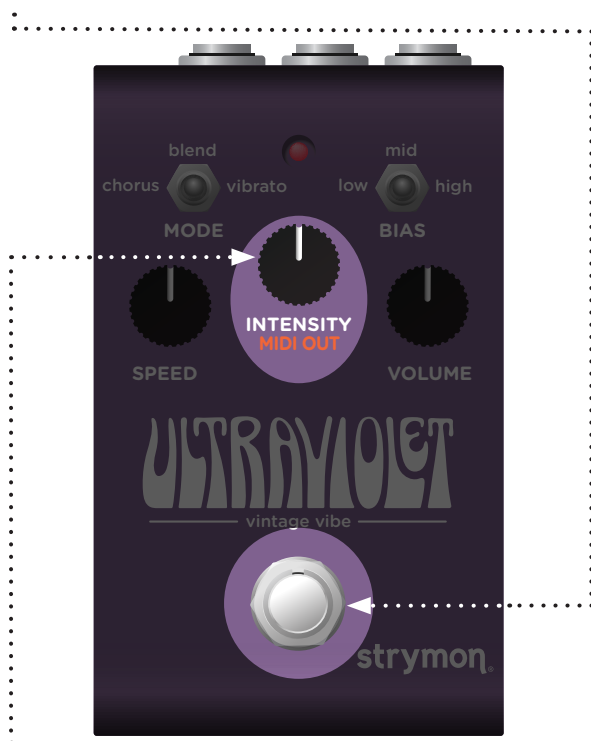 blend
mid
chorus
vibrato
low
high
MODE
BIAS
INTENSITY
MIDI OUT
SPEED
VOLUME
ULTRAVIOLET
vintage vibe
strymon®